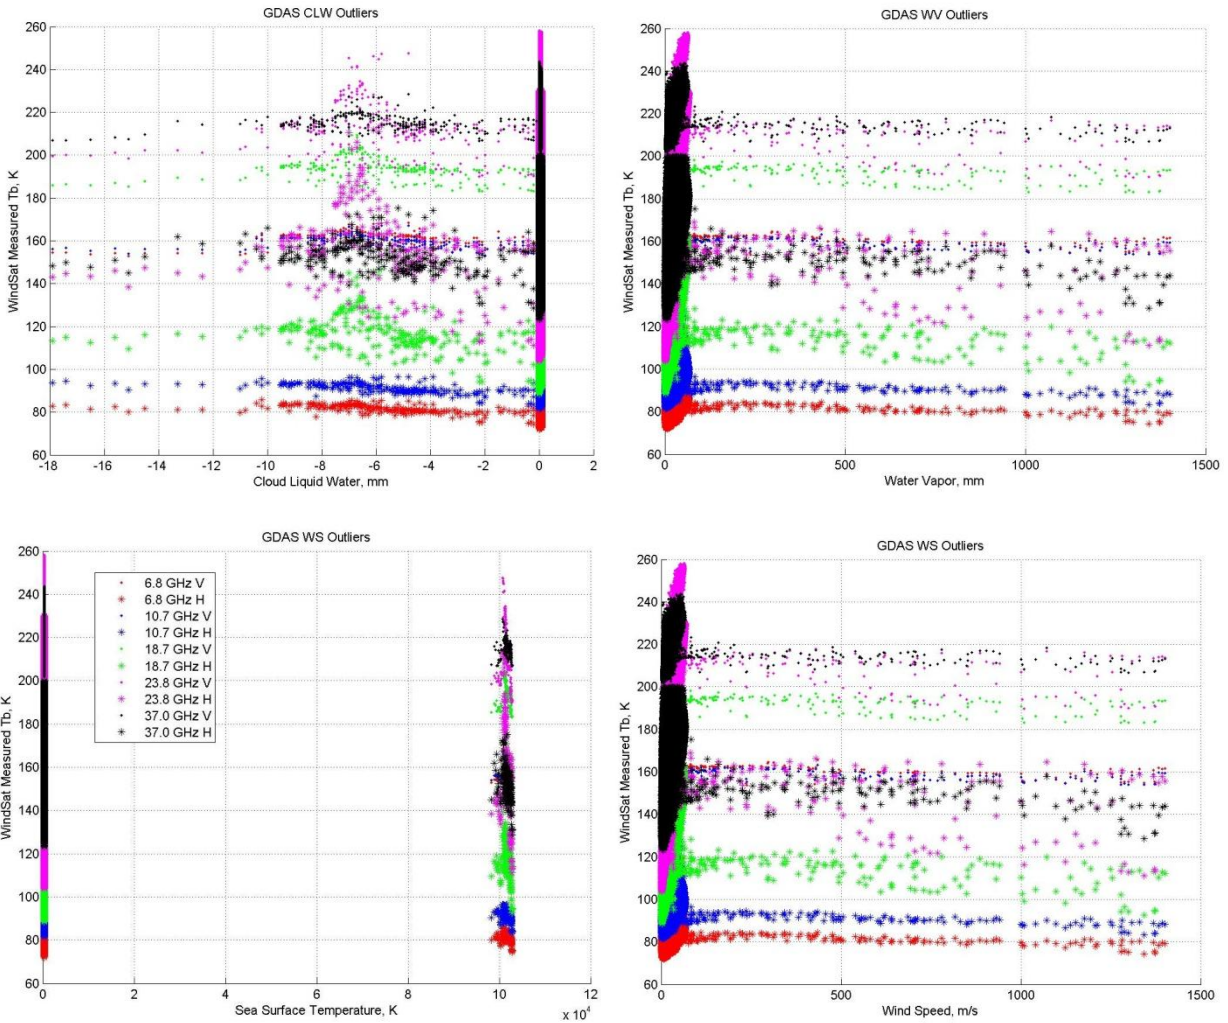 GDAS CLW Outliers
260
240
220
200
180
160
140
120
100
80
60
WindSat Measured Tb, K
-18 -16 -14 -12 -10 -8 -6 -4 -2 0 2
Cloud Liquid Water, mm
GDAS WV Outliers
260
240
220
200
180
160
140
120
100
80
60
WindSat Measured Tb, K
0 500 1000 1500
Water Vapor, mm
GDAS WS Outliers
260
240
220
200
180
160
140
120
100
80
60
WindSat Measured Tb, K
6.8 GHz V
6.8 GHz H
10.7 GHz V
10.7 GHz H
18.7 GHz V
18.7 GHz H
23.8 GHz V
23.8 GHz H
37.0 GHz V
37.0 GHz H
0 2 4 6 8 10 12
Sea Surface Temperature, K
x 10⁴
GDAS WS Outliers
260
240
220
200
180
160
140
120
100
80
60
WindSat Measured Tb, K
0 500 1000 1500
Wind Speed, m/s